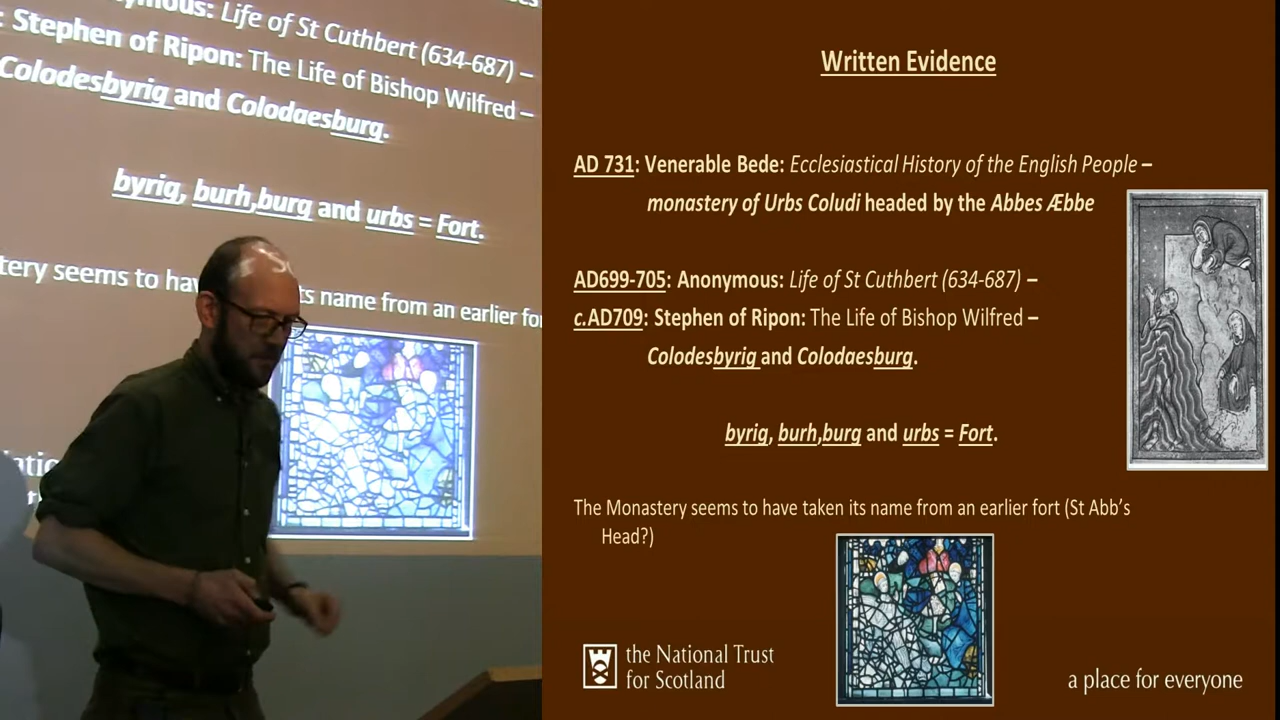 ymous: Life of St Cuthbert (634-687) –
: Stephen of Ripon: The Life of Bishop Wilfred –
Colodesbyrig and Colodaesburg.
byrig, burh,burg and urbs = Fort.
tery seems to hav
ts name from an earlier for
Written Evidence
AD 731: Venerable Bede: Ecclesiastical History of the English People –
monastery of Urbs Coludi headed by the Abbes Æbbe
AD699-705: Anonymous: Life of St Cuthbert (634-687) –
c.AD709: Stephen of Ripon: The Life of Bishop Wilfred –
Colodesbyrig and Colodaesburg.
byrig, burh,burg and urbs = Fort.
The Monastery seems to have taken its name from an earlier fort (St Abb's
Head?)
the National Trust
for Scotland
a place for everyone